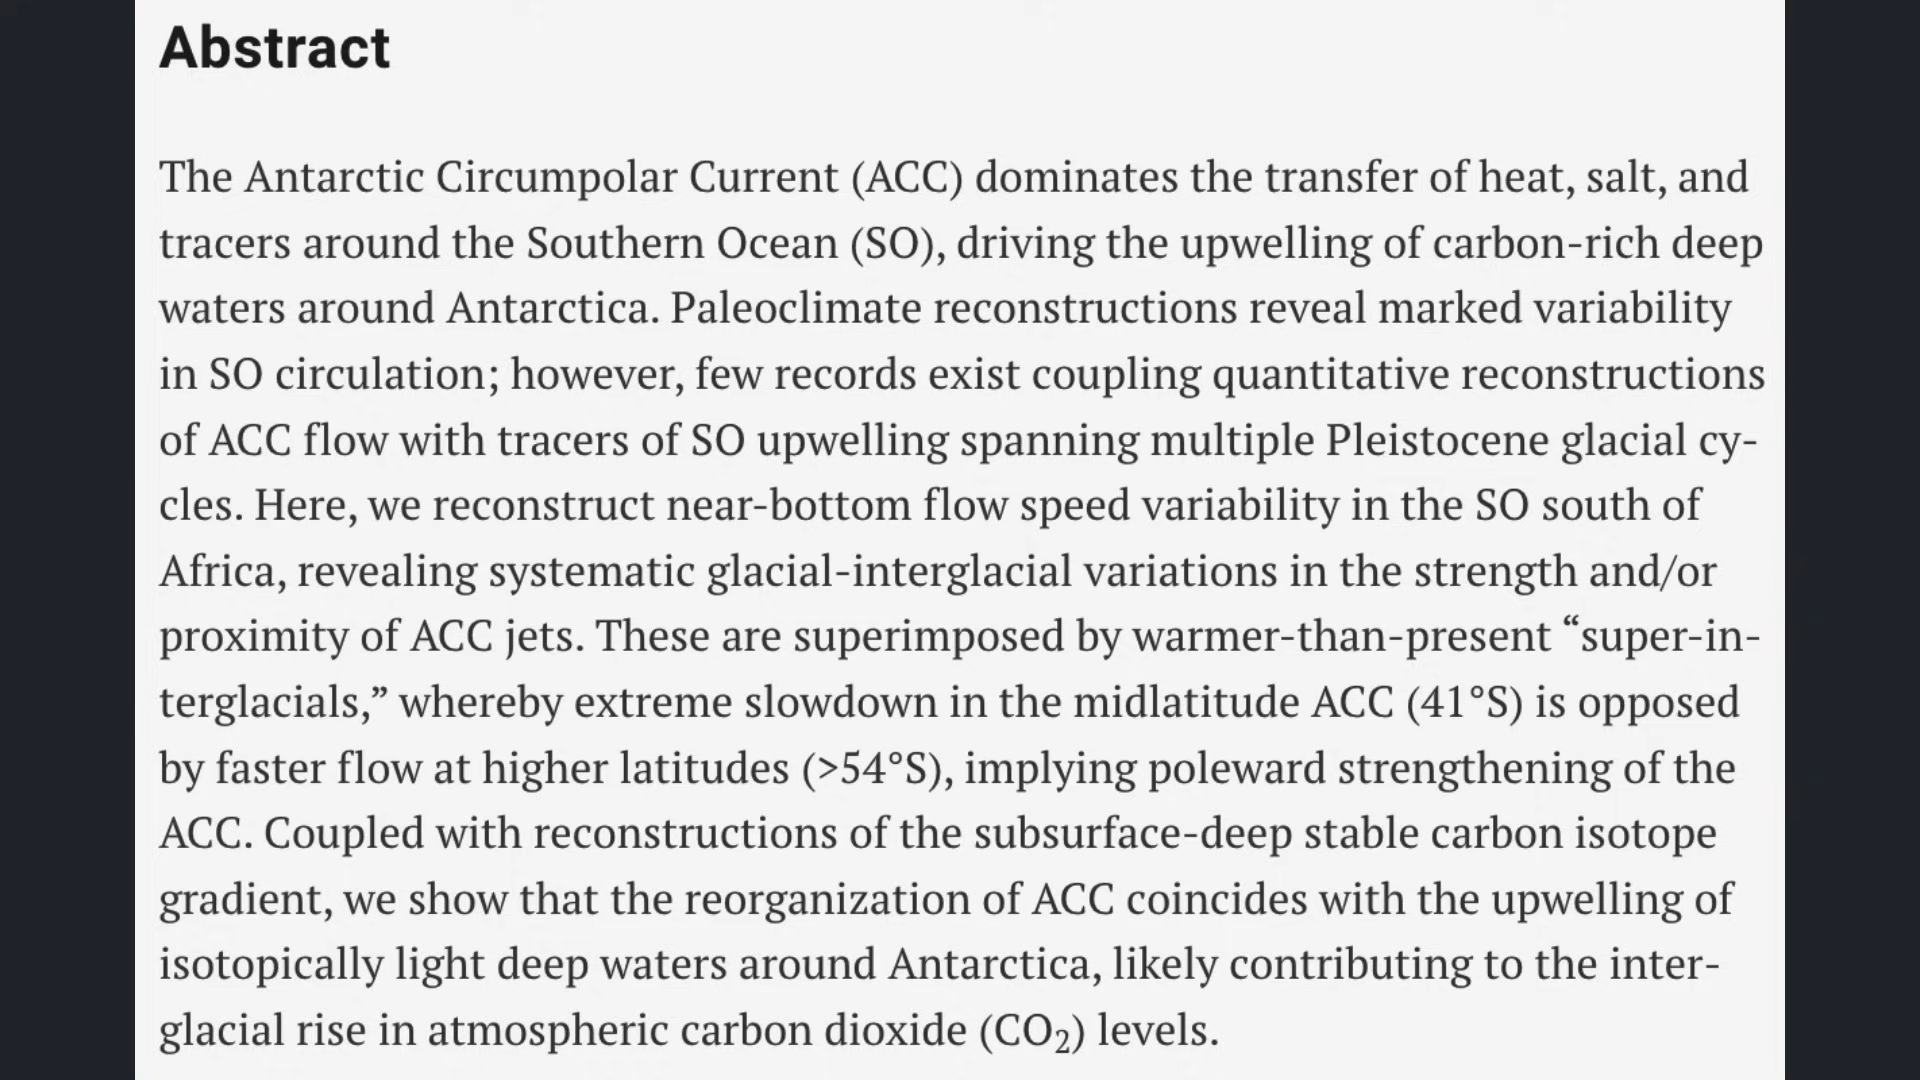 Abstract
The Antarctic Circumpolar Current (ACC) dominates the transfer of heat, salt, and
tracers around the Southern Ocean (SO), driving the upwelling of carbon-rich deep
waters around Antarctica. Paleoclimate reconstructions reveal marked variability
in SO circulation; however, few records exist coupling quantitative reconstructions
of ACC flow with tracers of SO upwelling spanning multiple Pleistocene glacial cy-
cles. Here, we reconstruct near-bottom flow speed variability in the SO south of
Africa, revealing systematic glacial-interglacial variations in the strength and/or
proximity of ACC jets. These are superimposed by warmer-than-present “super-in-
terglacials,” whereby extreme slowdown in the midlatitude ACC (41°S) is opposed
by faster flow at higher latitudes (>54°S), implying poleward strengthening of the
ACC. Coupled with reconstructions of the subsurface-deep stable carbon isotope
gradient, we show that the reorganization of ACC coincides with the upwelling of
isotopically light deep waters around Antarctica, likely contributing to the inter-
glacial rise in atmospheric carbon dioxide (CO₂) levels.